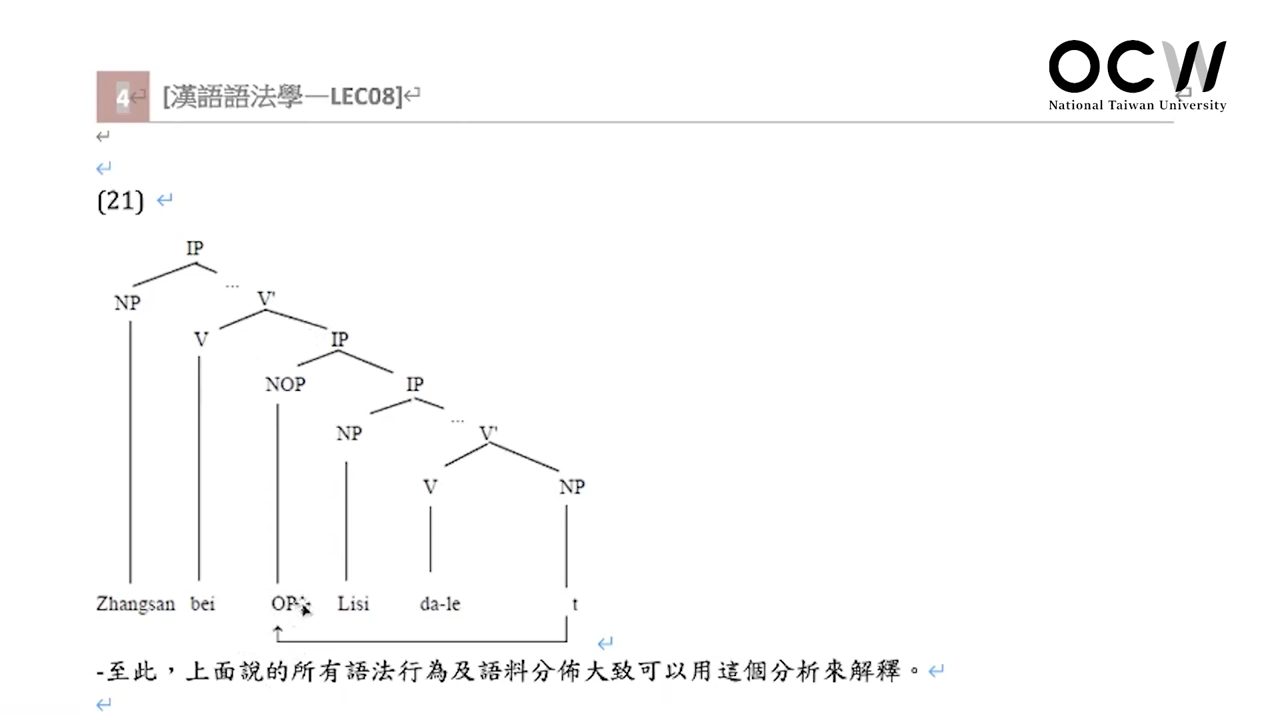 OCW
National Taiwan University
4 [漢語語法學—LEC08]
(21)
IP
...
NP V'
V IP
NOP IP
...
NP V'
V NP
Zhangsan bei OP Lisi da-le t
-至此，上面說的所有語法行為及語料分佈大致可以用這個分析來解釋。